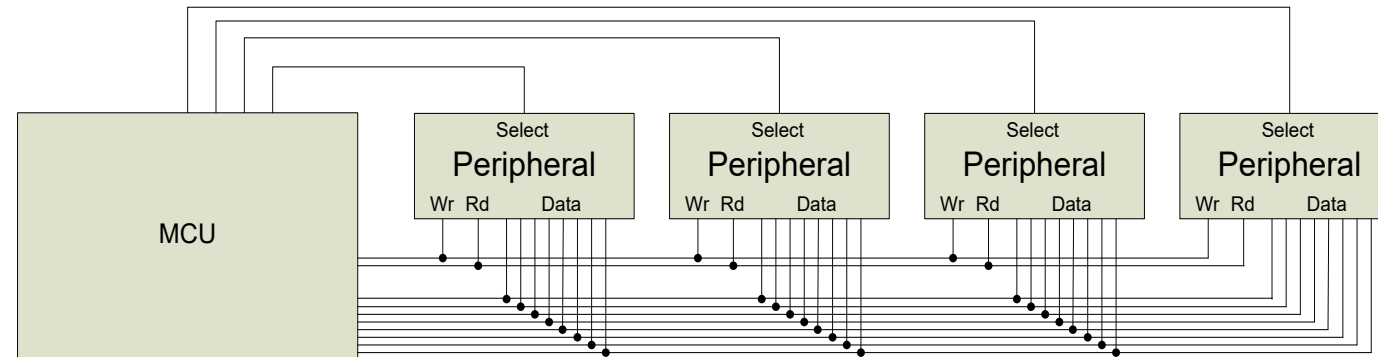 Select Select Select Select
Peripheral Peripheral Peripheral Peripheral
Wr Rd Data Wr Rd Data Wr Rd Data Wr Rd Data
MCU